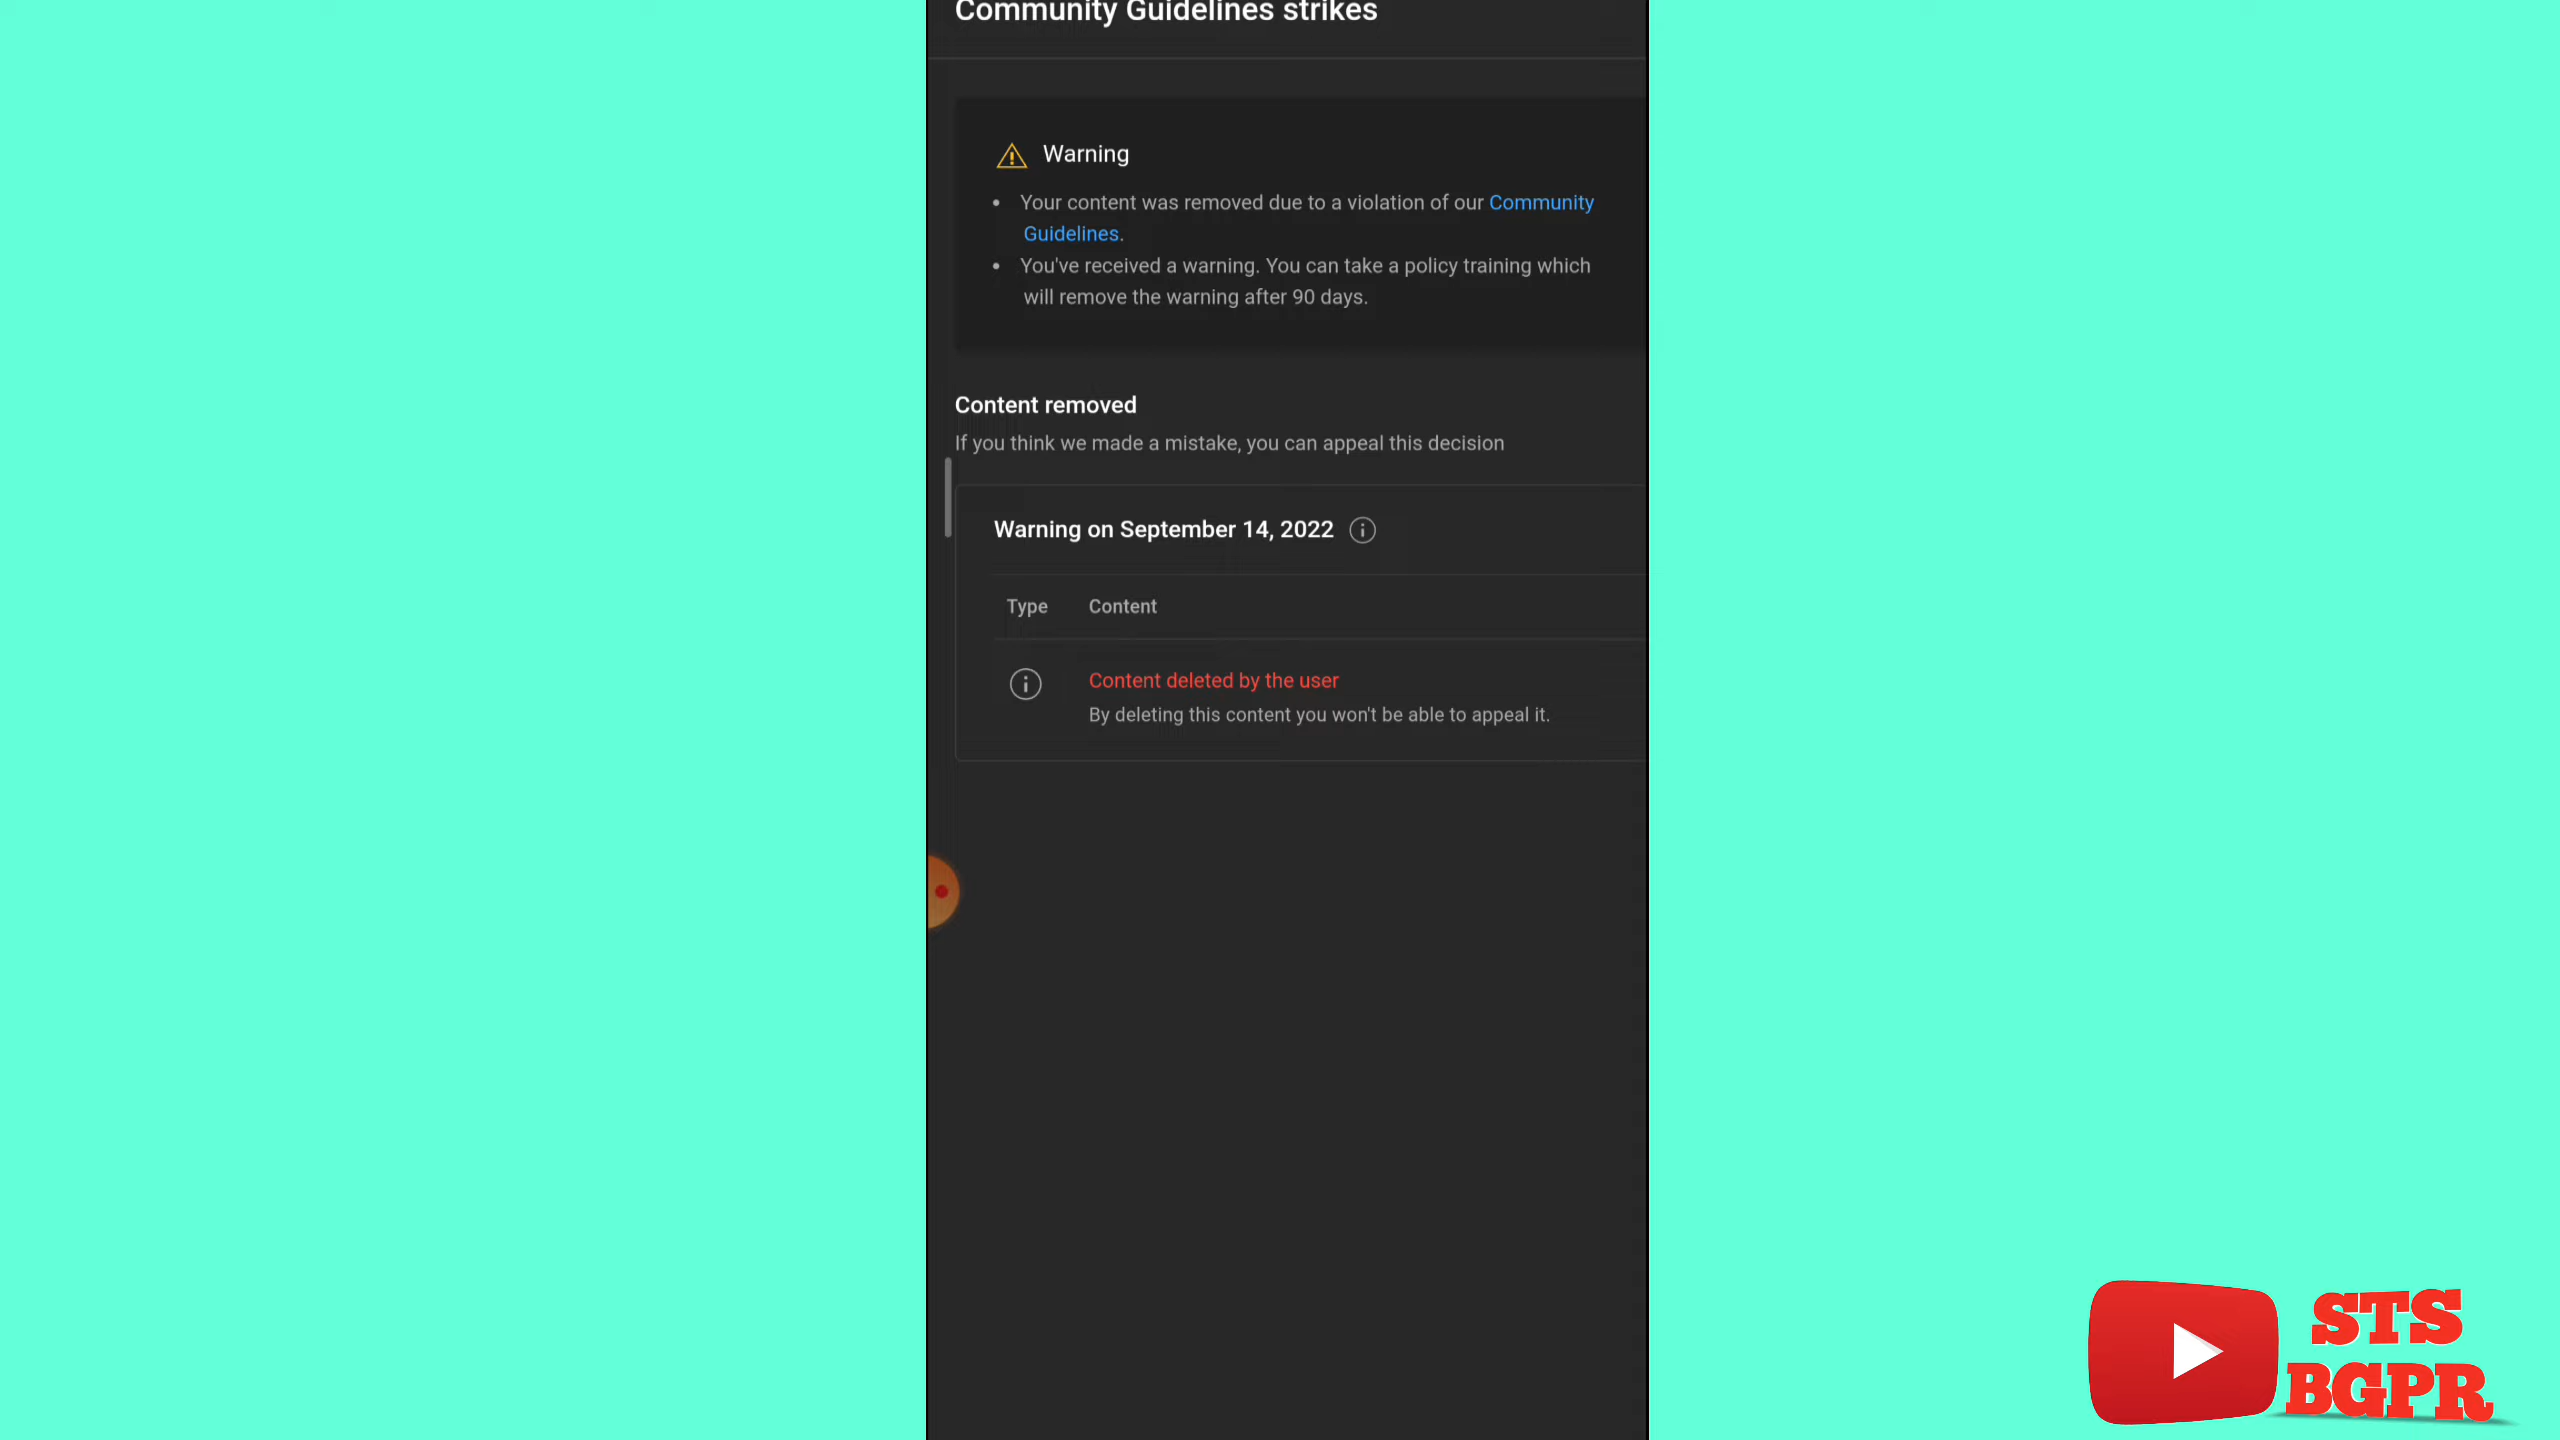 Community Guidelines strikes
Warning
• Your content was removed due to a violation of our Community
Guidelines.
• You've received a warning. You can take a policy training which
will remove the warning after 90 days.
Content removed
If you think we made a mistake, you can appeal this decision
Warning on September 14, 2022
Type Content
Content deleted by the user
By deleting this content you won't be able to appeal it.
STS
BGPR